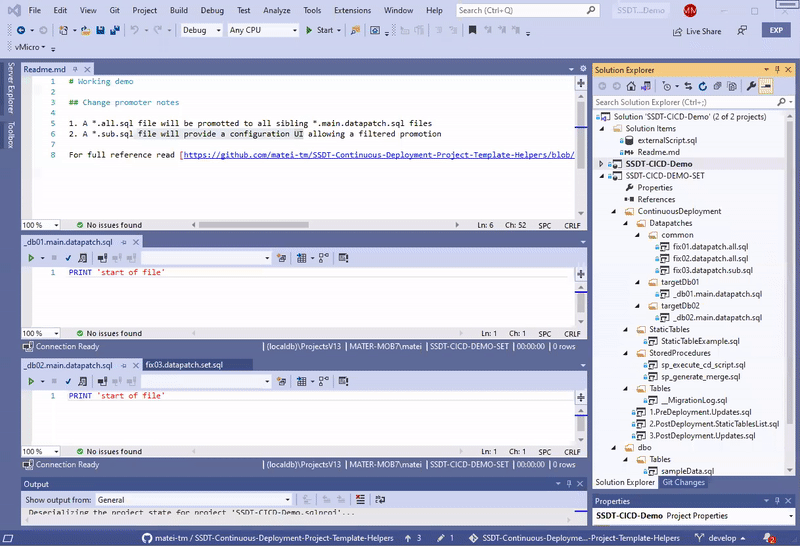 File Edit View Git Project Build Debug Test Analyze Tools Extensions Window Help Search (Ctrl+Q) SSDT-...Demo MM
Debug Any CPU Start Live Share EXP
vMicro
Server Explorer
Toolbox
Readme.md
1 # Working demo
2
3 ## Change promoter notes
4
5 1. A *.all.sql file will be promotted to all sibling *.main.datapatch.sql files
6 2. A *.sub.sql file will provide a configuration UI allowing a filtered promotion
7
8 For full reference read [https://github.com/matei-tm/SSDT-Continuous-Deployment-Project-Template-Helpers/blob/
100 % No issues found Ln: 6 Ch: 52 SPC CRLF
_db01.main.datapatch.sql
1 PRINT 'start of file'
100 % No issues found Ln: 1 Ch: 1 SPC CRLF
Connection Ready (localdb)\ProjectsV13 MATER-MOB7\matei SSDT-CICD-DEMO-SET 00:00:00 0 rows
_db02.main.datapatch.sql fix03.datapatch.set.sql
1 PRINT 'start of file'
100 % No issues found Ln: 1 Ch: 1 SPC CRLF
Connection Ready (localdb)\ProjectsV13 MATER-MOB7\matei SSDT-CICD-DEMO-SET 00:00:00 0 rows
Output
Show output from: General
Deserializing the project state for project 'SSDT-CICD-Demo.sqlproj'...
Solution Explorer
Search Solution Explorer (Ctrl+;)
Solution 'SSDT-CICD-Demo' (2 of 2 projects)
Solution Items
externalScript.sql
Readme.md
SSDT-CICD-Demo
SSDT-CICD-DEMO-SET
Properties
References
ContinuousDeployment
Datapatches
common
fix01.datapatch.all.sql
fix02.datapatch.all.sql
fix03.datapatch.sub.sql
targetDb01
_db01.main.datapatch.sql
targetDb02
_db02.main.datapatch.sql
StaticTables
StaticTableExample.sql
StoredProcedures
sp_execute_cd_script.sql
sp_generate_merge.sql
Tables
__MigrationLog.sql
1.PreDeployment.Updates.sql
2.PostDeployment.StaticTablesList.sql
3.PostDeployment.Updates.sql
dbo
Tables
sampleData.sql
Solution Explorer Git Changes
Properties
SSDT-CICD-Demo Project Properties
matei-tm / SSDT-Continuous-Deployment-Project-Template-Helpers 3 1 SSDT-Continuous-Deployme...-Project-Template-Helpers develop 2